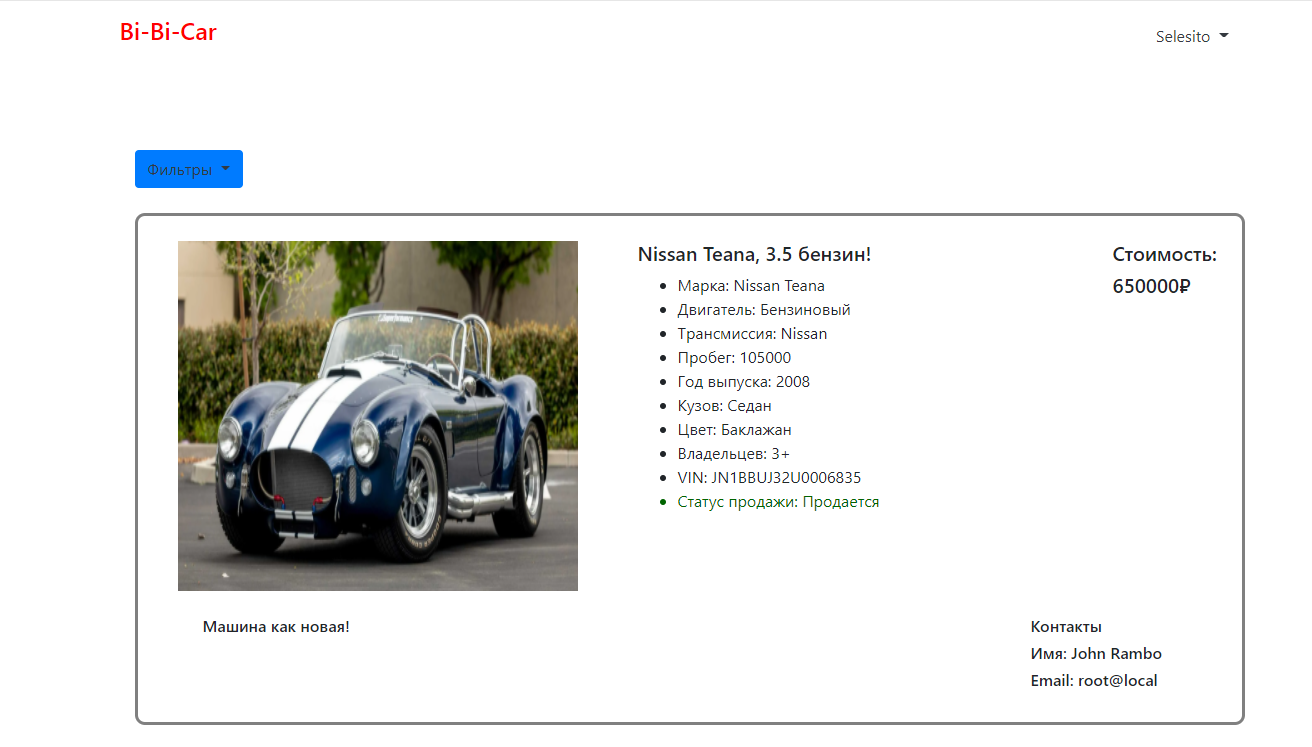 Bi-Bi-Car
Selesito
Фильтры
Nissan Teana, 3.5 бензин!
Марка: Nissan Teana
Двигатель: Бензиновый
Трансмиссия: Nissan
Пробег: 105000
Год выпуска: 2008
Кузов: Седан
Цвет: Баклажан
Владельцев: 3+
VIN: JN1BBUJ32U0006835
Статус продажи: Продается
Стоимость:
650000₽
Машина как новая!
Контакты
Имя: John Rambo
Email: root@local